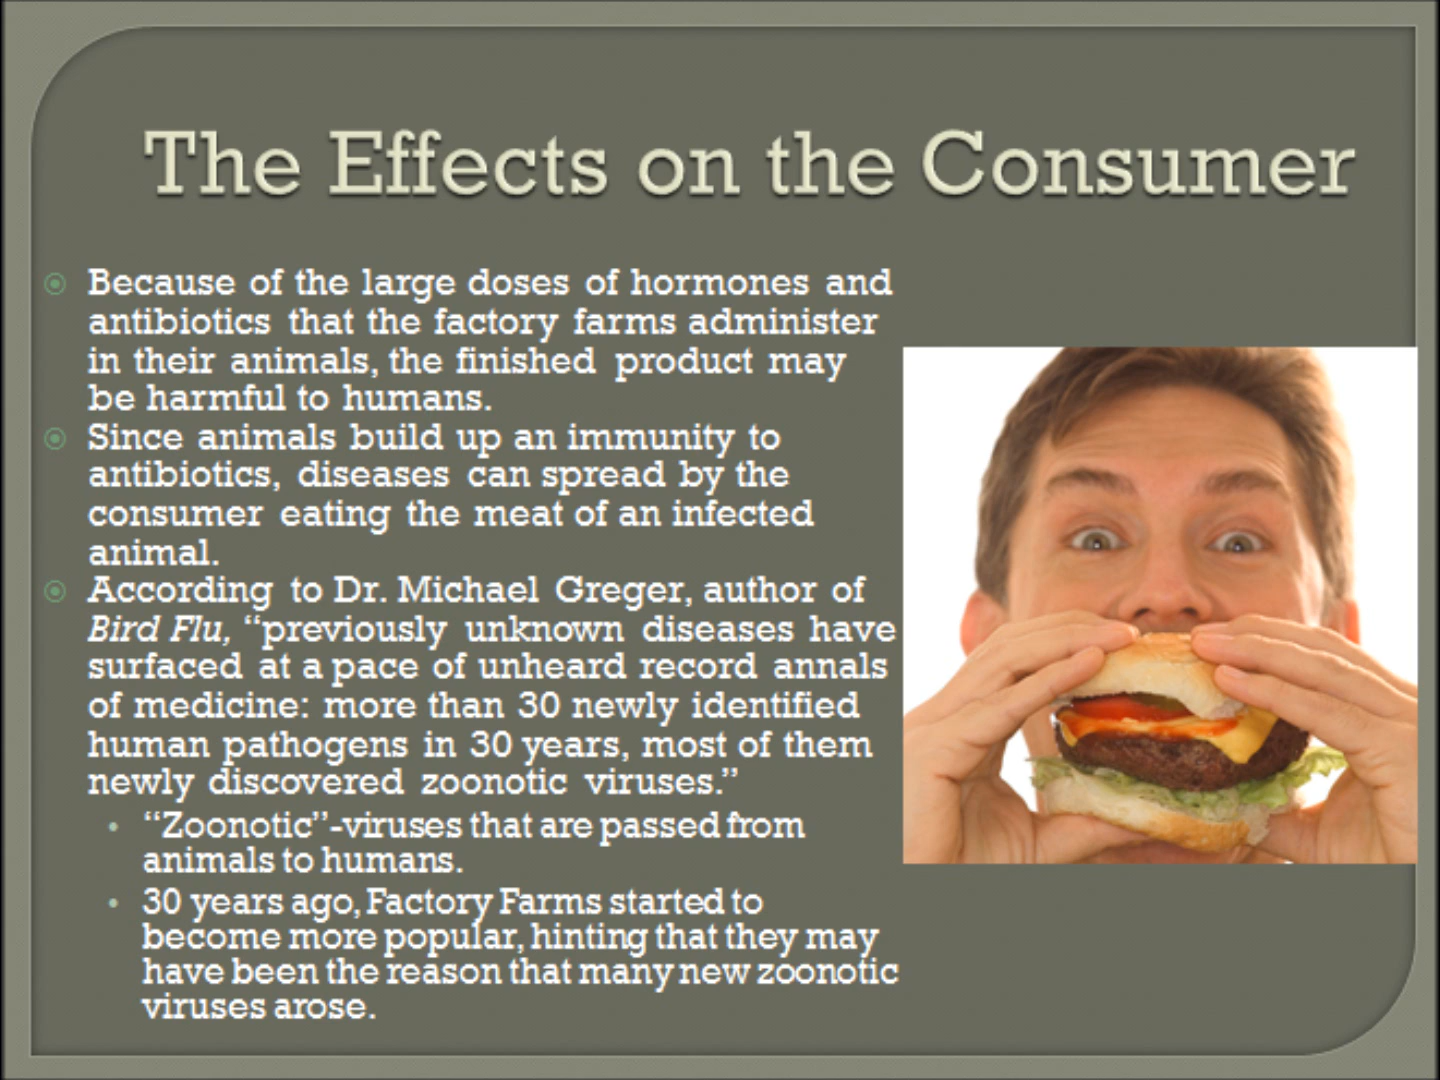 The Effects on the Consumer
Because of the large doses of hormones and
antibiotics that the factory farms administer
in their animals, the finished product may
be harmful to humans.
Since animals build up an immunity to
antibiotics, diseases can spread by the
consumer eating the meat of an infected
animal.
According to Dr. Michael Greger, author of
Bird Flu, “previously unknown diseases have
surfaced at a pace of unheard record annals
of medicine: more than 30 newly identified
human pathogens in 30 years, most of them
newly discovered zoonotic viruses.”
“Zoonotic”-viruses that are passed from
animals to humans.
30 years ago, Factory Farms started to
become more popular, hinting that they may
have been the reason that many new zoonotic
viruses arose.